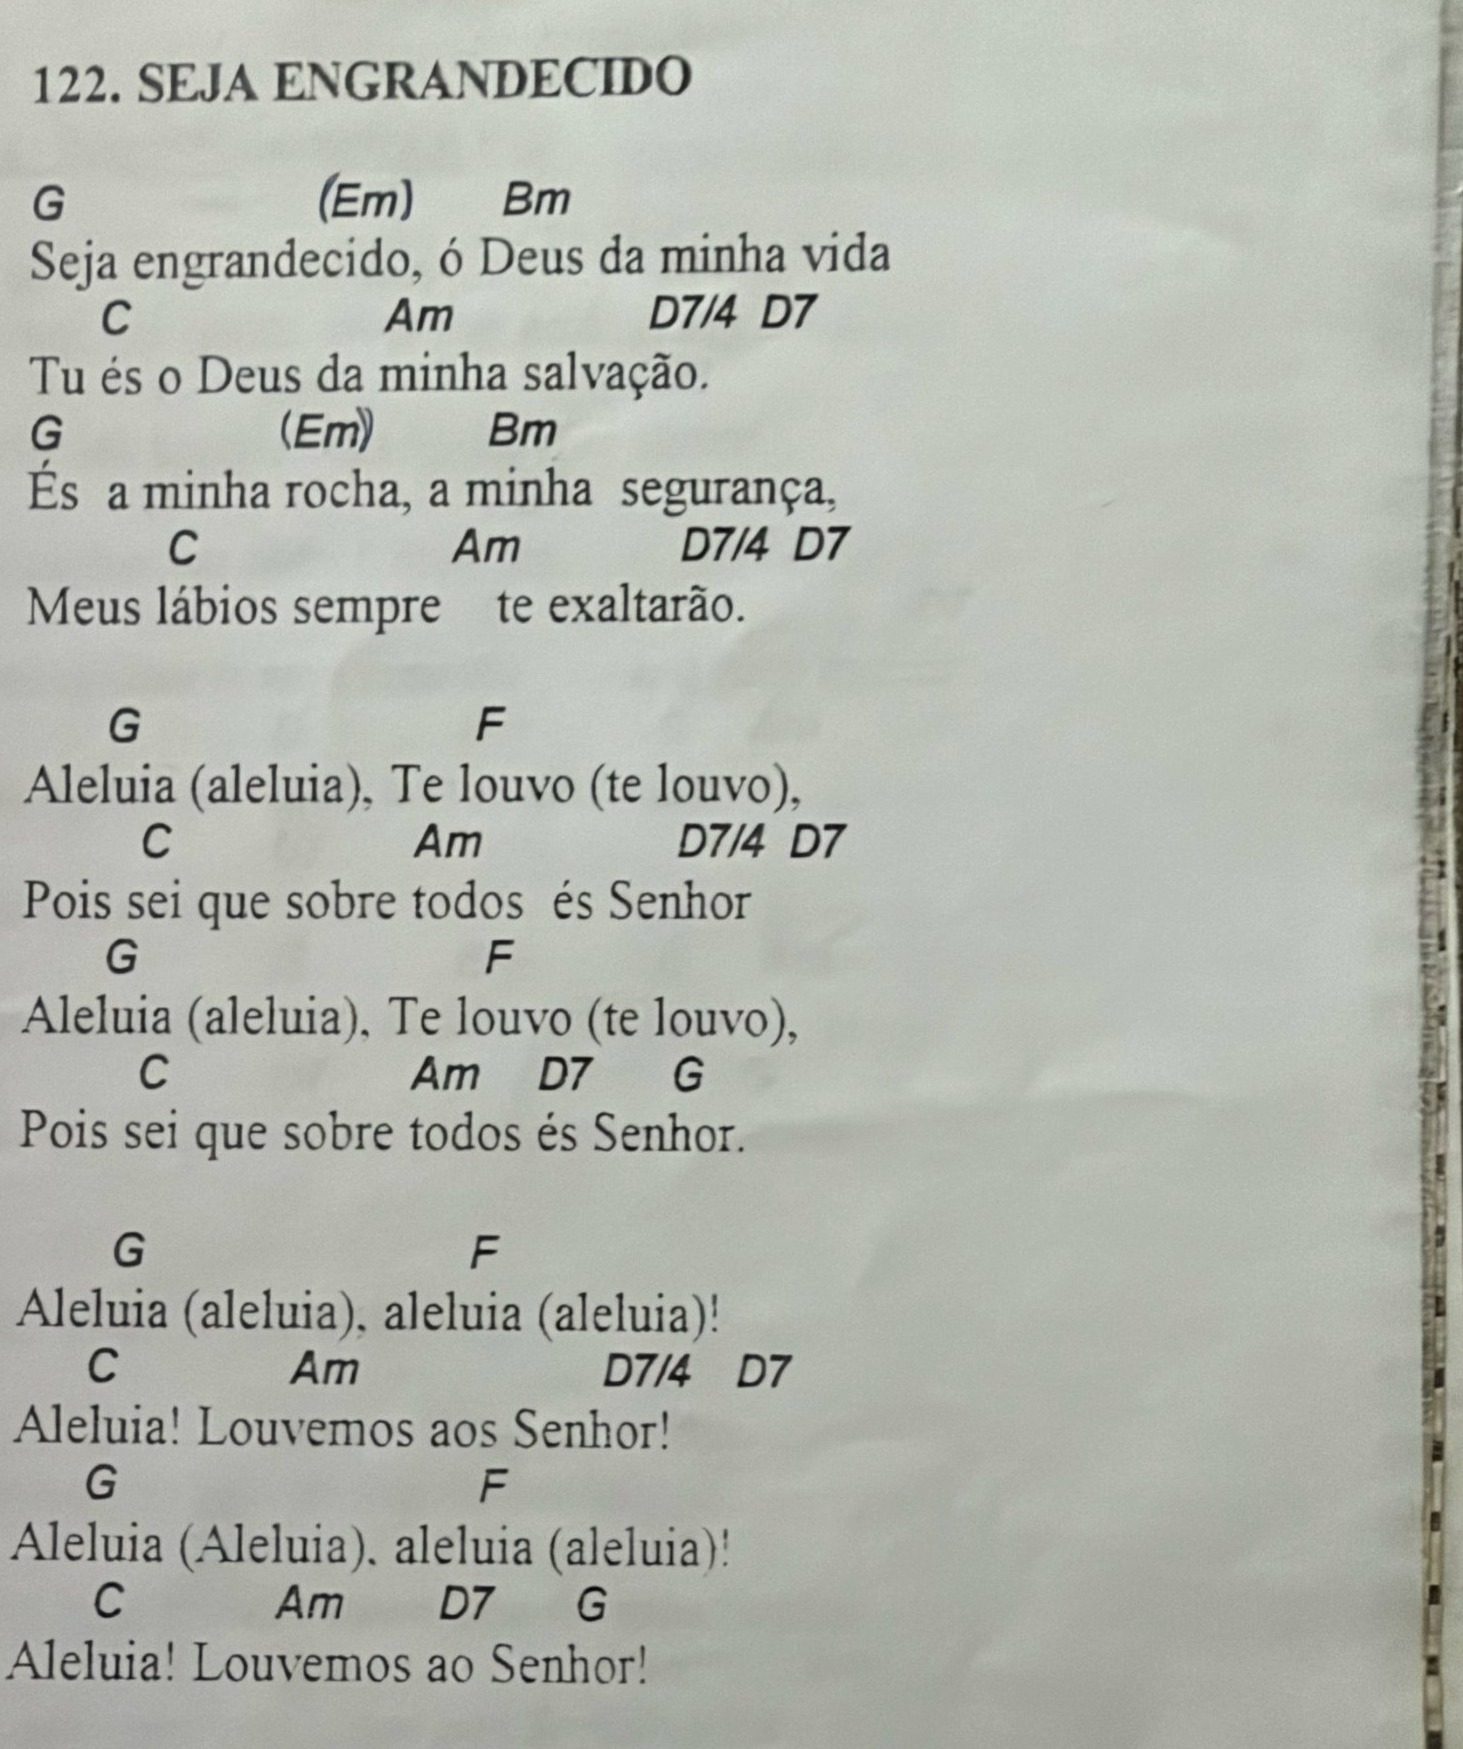 122. SEJA ENGRANDECIDO
G (Em) Bm
Seja engrandecido, ó Deus da minha vida
C Am D7/4 D7
Tu és o Deus da minha salvação.
G (Em)) Bm
És a minha rocha, a minha segurança,
C Am D7/4 D7
Meus lábios sempre te exaltarão.
G F
Aleluia (aleluia), Te louvo (te louvo),
C Am D7/4 D7
Pois sei que sobre todos és Senhor
G F
Aleluia (aleluia), Te louvo (te louvo),
C Am D7 G
Pois sei que sobre todos és Senhor.
G F
Aleluia (aleluia), aleluia (aleluia)!
C Am D7/4 D7
Aleluia! Louvemos aos Senhor!
G F
Aleluia (Aleluia), aleluia (aleluia)!
C Am D7 G
Aleluia! Louvemos ao Senhor!